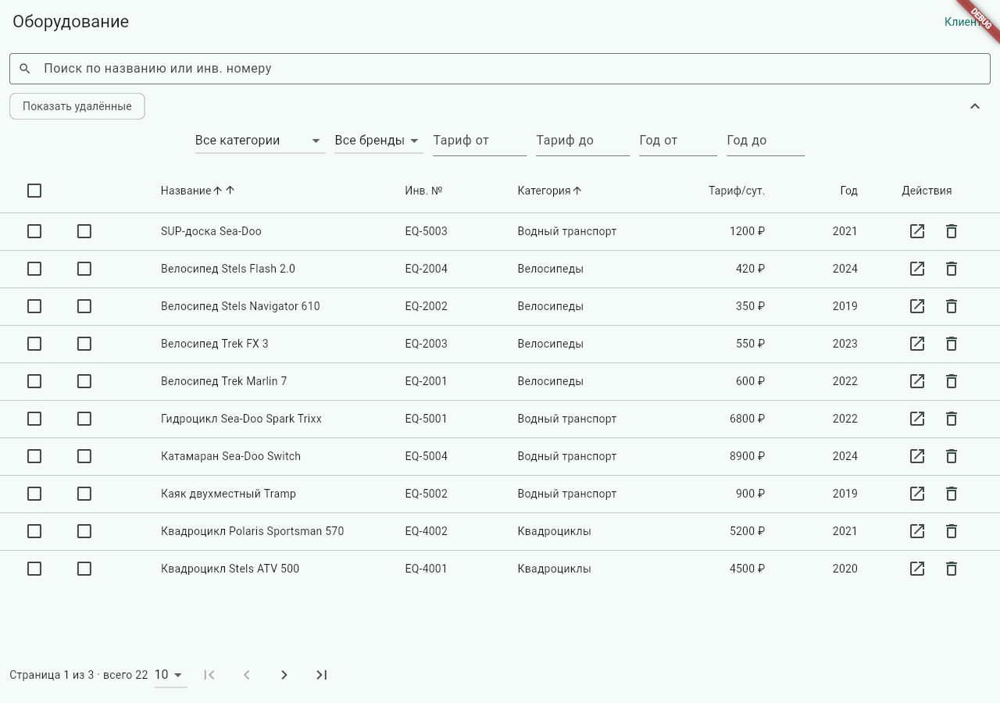 Оборудование
Клиент
DEBUG
Поиск по названию или инв. номеру
Показать удалённые
Все категории Все бренды Тариф от Тариф до Год от Год до
Название Инв. № Категория Тариф/сут. Год Действия
SUP-доска Sea-Doo EQ-5003 Водный транспорт 1200 ₽ 2021
Велосипед Stels Flash 2.0 EQ-2004 Велосипеды 420 ₽ 2024
Велосипед Stels Navigator 610 EQ-2002 Велосипеды 350 ₽ 2019
Велосипед Trek FX 3 EQ-2003 Велосипеды 550 ₽ 2023
Велосипед Trek Marlin 7 EQ-2001 Велосипеды 600 ₽ 2022
Гидроцикл Sea-Doo Spark Trixx EQ-5001 Водный транспорт 6800 ₽ 2022
Катамаран Sea-Doo Switch EQ-5004 Водный транспорт 8900 ₽ 2024
Каяк двухместный Tramp EQ-5002 Водный транспорт 900 ₽ 2019
Квадроцикл Polaris Sportsman 570 EQ-4002 Квадроциклы 5200 ₽ 2021
Квадроцикл Stels ATV 500 EQ-4001 Квадроциклы 4500 ₽ 2020
Страница 1 из 3 · всего 22 10